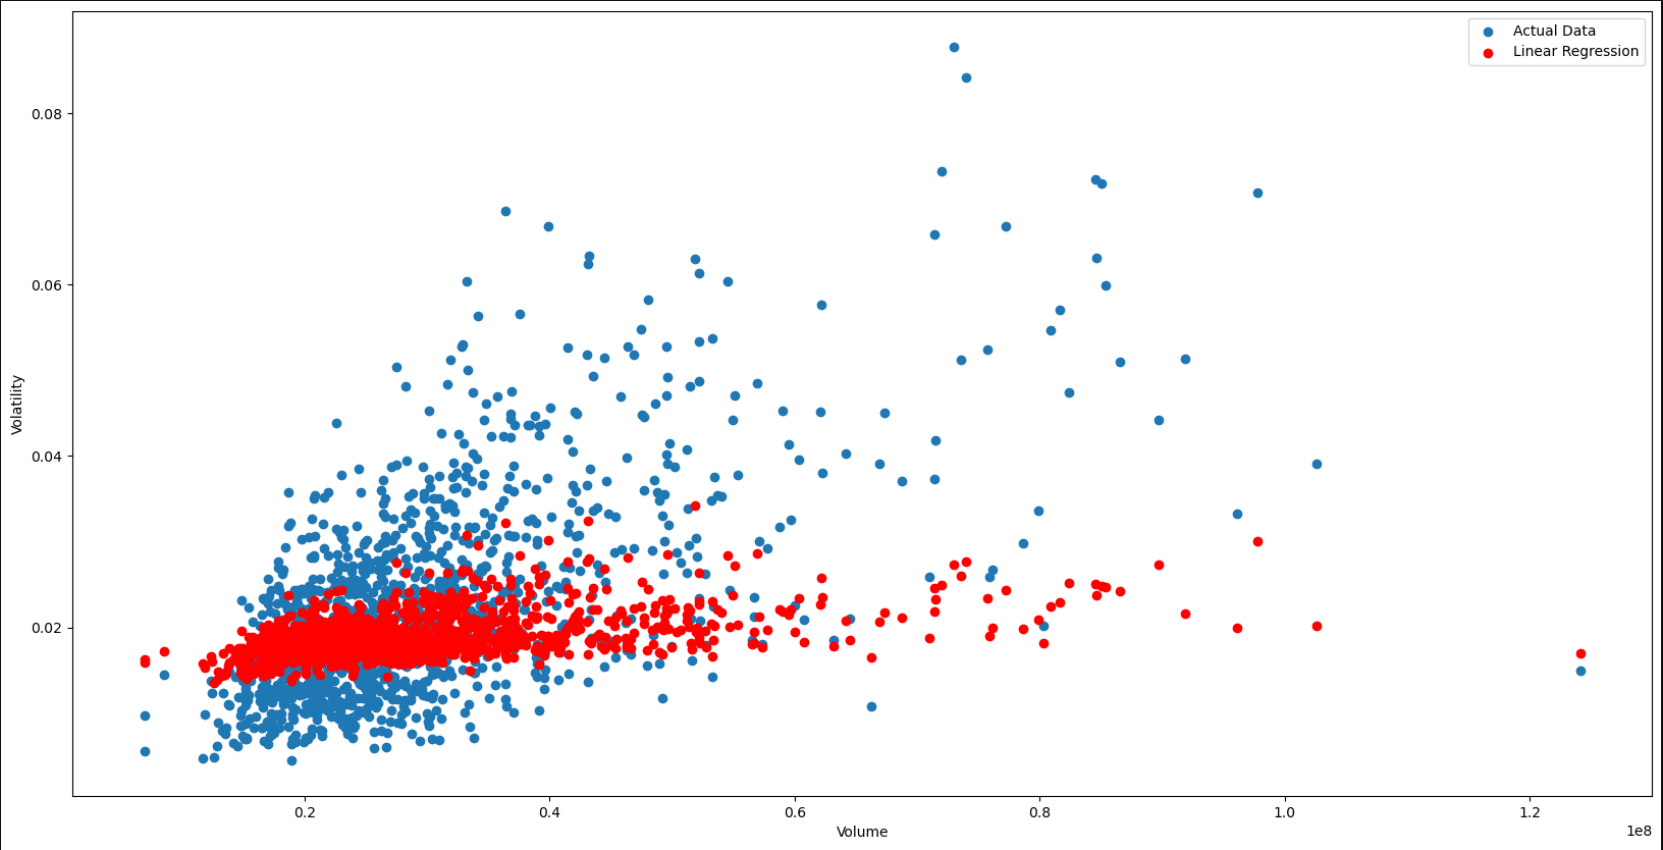 Actual Data
Linear Regression
0.08
0.06
0.04
0.02
Volatility
0.2 0.4 0.6 0.8 1.0 1.2
1e8
Volume